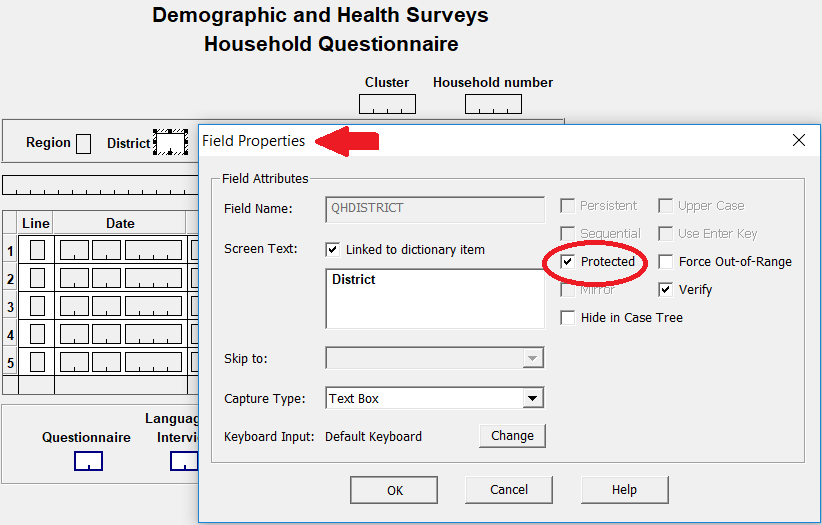 Demographic and Health Surveys
Household Questionnaire
Cluster Household number
Region District
Line Date
1
2
3
4
5
Questionnaire
Field Properties
Field Attributes
Field Name: QHDISTRICT
Persistent Upper Case
Sequential Use Enter Key
Screen Text: Linked to dictionary item
Protected Force Out-of-Range
District
Mirror Verify
Hide in Case Tree
Skip to:
Capture Type: Text Box
Keyboard Input: Default Keyboard Change
OK Cancel Help